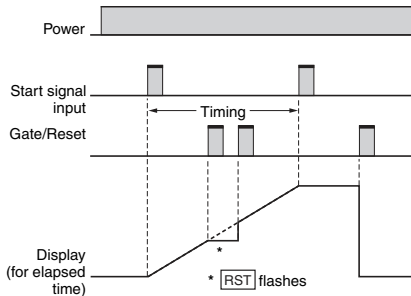 Power
Start signal
input
Timing
Gate/Reset
*
Display
(for elapsed
time)
* RST flashes